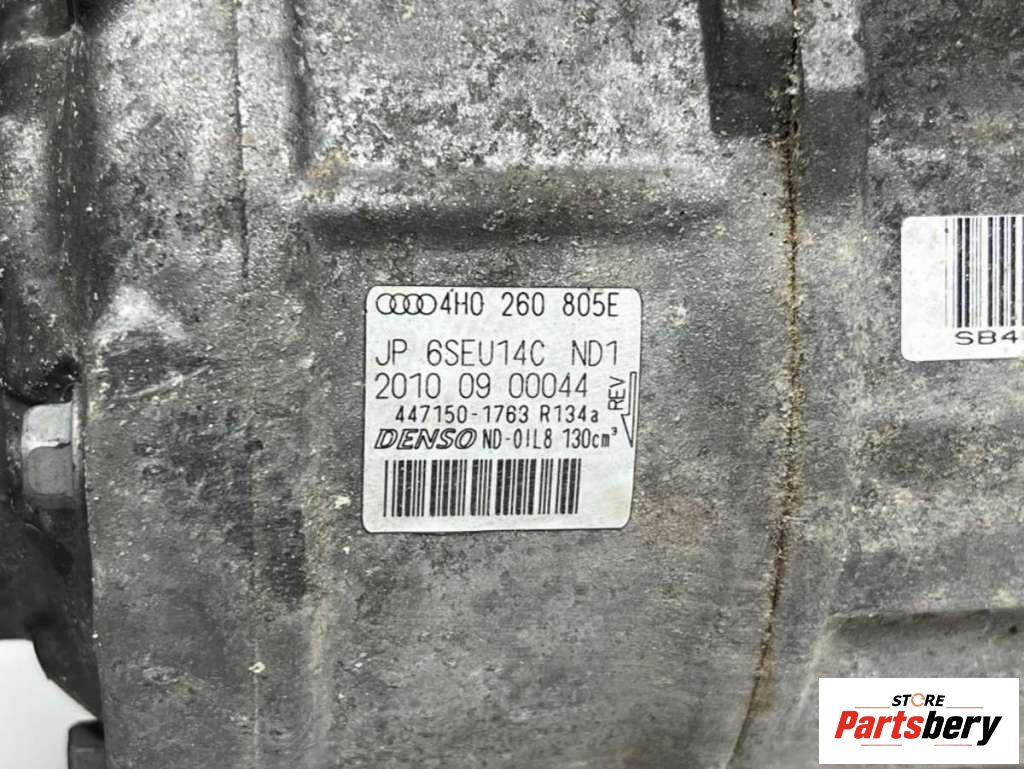 4H0 260 805E
JP 6SEU14C ND1
2010 09 00044
447150-1763 R134a
REV
DENSO ND-OIL8 130cm³
SB4
STORE
Partsbery